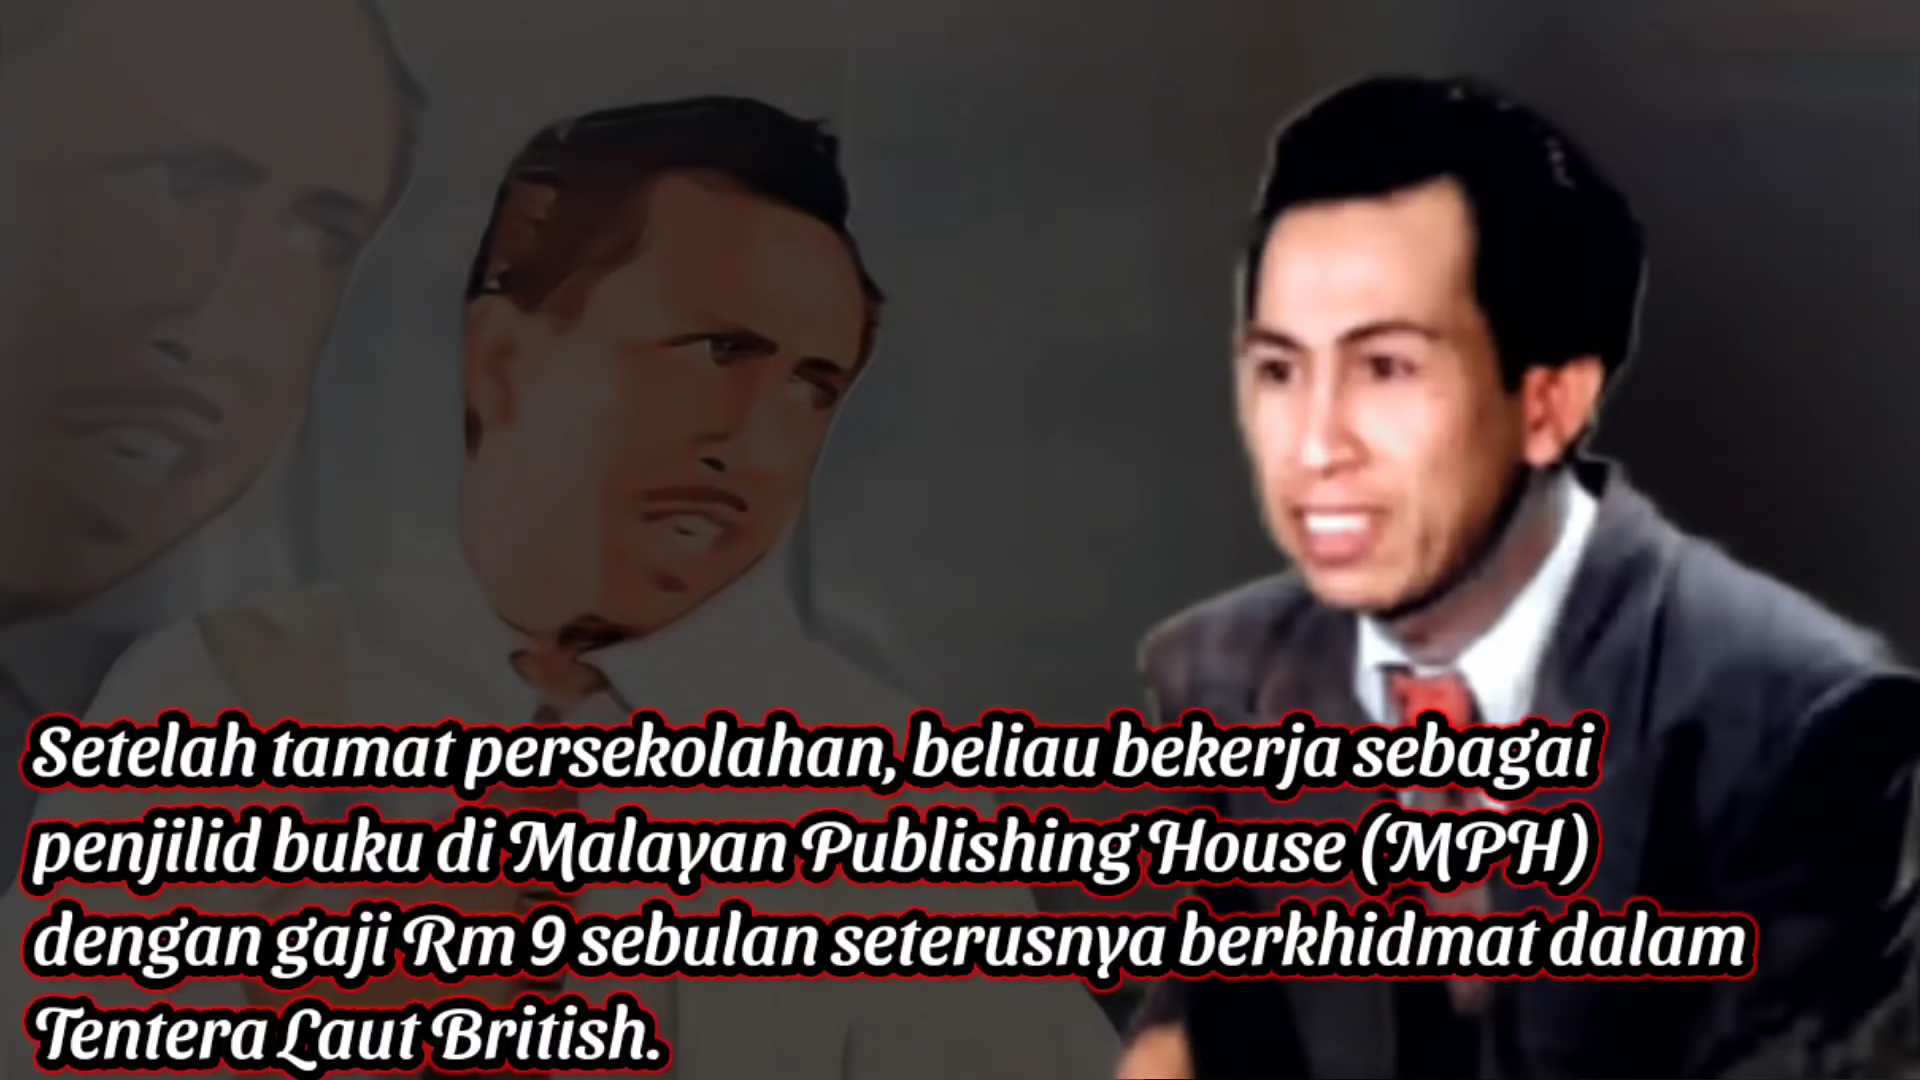 Setelah tamat persekolahan, beliau bekerja sebagai
penjilid buku di Malayan Publishing House (MPH)
dengan gaji Rm 9 sebulan seterusnya berkhidmat dalam
Tentera Laut British.